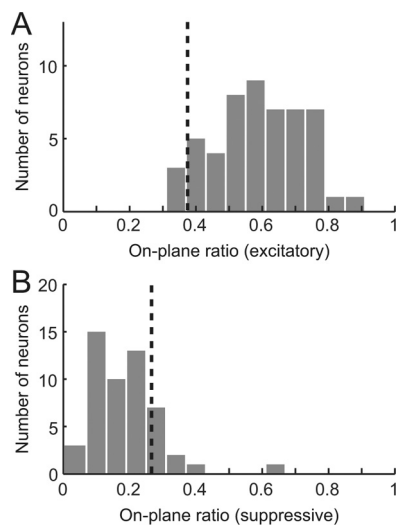 A
Number of neurons
10
5
0
0 0.2 0.4 0.6 0.8 1
On-plane ratio (excitatory)
B
Number of neurons
20
15
10
5
0
0 0.2 0.4 0.6 0.8 1
On-plane ratio (suppressive)